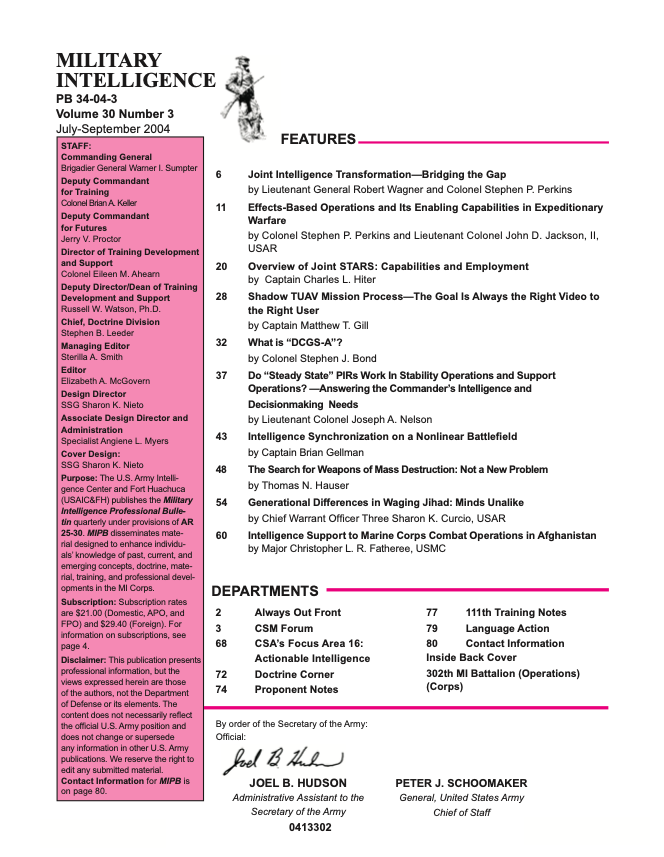 MILITARY
INTELLIGENCE
PB 34-04-3
Volume 30 Number 3
July-September 2004
STAFF:
Commanding General
Brigadier General Warner I. Sumpter
Deputy Commandant
for Training
Colonel Brian A. Keller
Deputy Commandant
for Futures
Jerry V. Proctor
Director of Training Development
and Support
Colonel Eileen M. Ahearn
Deputy Director/Dean of Training
Development and Support
Russell W. Watson, Ph.D.
Chief, Doctrine Division
Stephen B. Leeder
Managing Editor
Sterilla A. Smith
Editor
Elizabeth A. McGovern
Design Director
SSG Sharon K. Nieto
Associate Design Director and
Administration
Specialist Angiene L. Myers
Cover Design:
SSG Sharon K. Nieto
Purpose: The U.S. Army Intelli-
gence Center and Fort Huachuca
(USAIC&FH) publishes the Military
Intelligence Professional Bulle-
tin quarterly under provisions of AR
25-30. MIPB disseminates mate-
rial designed to enhance individu-
als' knowledge of past, current, and
emerging concepts, doctrine, mate-
rial, training, and professional devel-
opments in the MI Corps.
Subscription: Subscription rates
are $21.00 (Domestic, APO, and
FPO) and $29.40 (Foreign). For
information on subscriptions, see
page 4.
Disclaimer: This publication presents
professional information, but the
views expressed herein are those
of the authors, not the Department
of Defense or its elements. The
content does not necessarily reflect
the official U.S. Army position and
does not change or supersede
any information in other U.S. Army
publications. We reserve the right to
edit any submitted material.
Contact Information for MIPB is
on page 80.
FEATURES
6 Joint Intelligence Transformation—Bridging the Gap
by Lieutenant General Robert Wagner and Colonel Stephen P. Perkins
11 Effects-Based Operations and Its Enabling Capabilities in Expeditionary
Warfare
by Colonel Stephen P. Perkins and Lieutenant Colonel John D. Jackson, II,
USAR
20 Overview of Joint STARS: Capabilities and Employment
by Captain Charles L. Hiter
28 Shadow TUAV Mission Process—The Goal Is Always the Right Video to
the Right User
by Captain Matthew T. Gill
32 What is “DCGS-A”?
by Colonel Stephen J. Bond
37 Do “Steady State” PIRs Work In Stability Operations and Support
Operations? —Answering the Commander's Intelligence and
Decisionmaking Needs
by Lieutenant Colonel Joseph A. Nelson
43 Intelligence Synchronization on a Nonlinear Battlefield
by Captain Brian Gellman
48 The Search for Weapons of Mass Destruction: Not a New Problem
by Thomas N. Hauser
54 Generational Differences in Waging Jihad: Minds Unalike
by Chief Warrant Officer Three Sharon K. Curcio, USAR
60 Intelligence Support to Marine Corps Combat Operations in Afghanistan
by Major Christopher L. R. Fatheree, USMC
DEPARTMENTS
2 Always Out Front
3 CSM Forum
68 CSA's Focus Area 16:
Actionable Intelligence
72 Doctrine Corner
74 Proponent Notes
77 111th Training Notes
79 Language Action
80 Contact Information
Inside Back Cover
302th MI Battalion (Operations)
(Corps)
By order of the Secretary of the Army:
Official:
Joel B Hudson
JOEL B. HUDSON
Administrative Assistant to the
Secretary of the Army
0413302
PETER J. SCHOOMAKER
General, United States Army
Chief of Staff